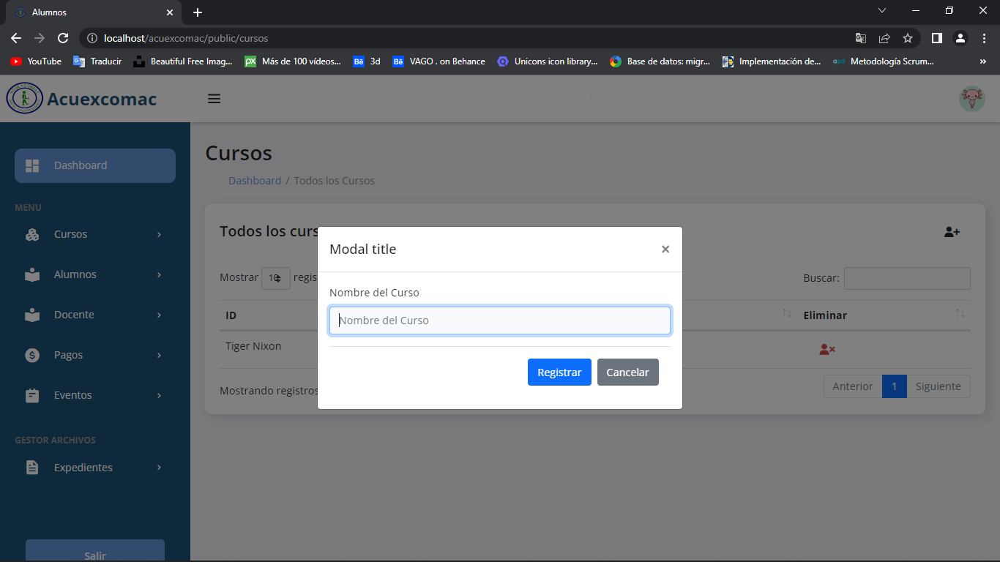 Alumnos
localhost/acuexcomac/public/cursos
YouTube Traducir Beautiful Free Imag... Más de 100 vídeos... 3d VAGO . on Behance Unicons icon library... Base de datos: migr... Implementación de... Metodología Scrum...
Acuexcomac
Dashboard
MENU
Cursos
Alumnos
Docente
Pagos
Eventos
GESTOR ARCHIVOS
Expedientes
Salir
Cursos
Dashboard / Todos los Cursos
Todos los curs
Mostrar 10 regis
Buscar:
ID Eliminar
Tiger Nixon
Mostrando registros
Anterior 1 Siguiente
Modal title ×
Nombre del Curso
Nombre del Curso
Registrar Cancelar